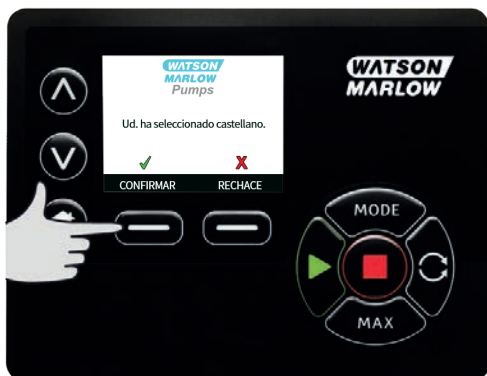 WATSON
MARLOW
Pumps
WATSON
MARLOW
Ud. ha seleccionado castellano.
CONFIRMAR RECHACE
MODE
MAX